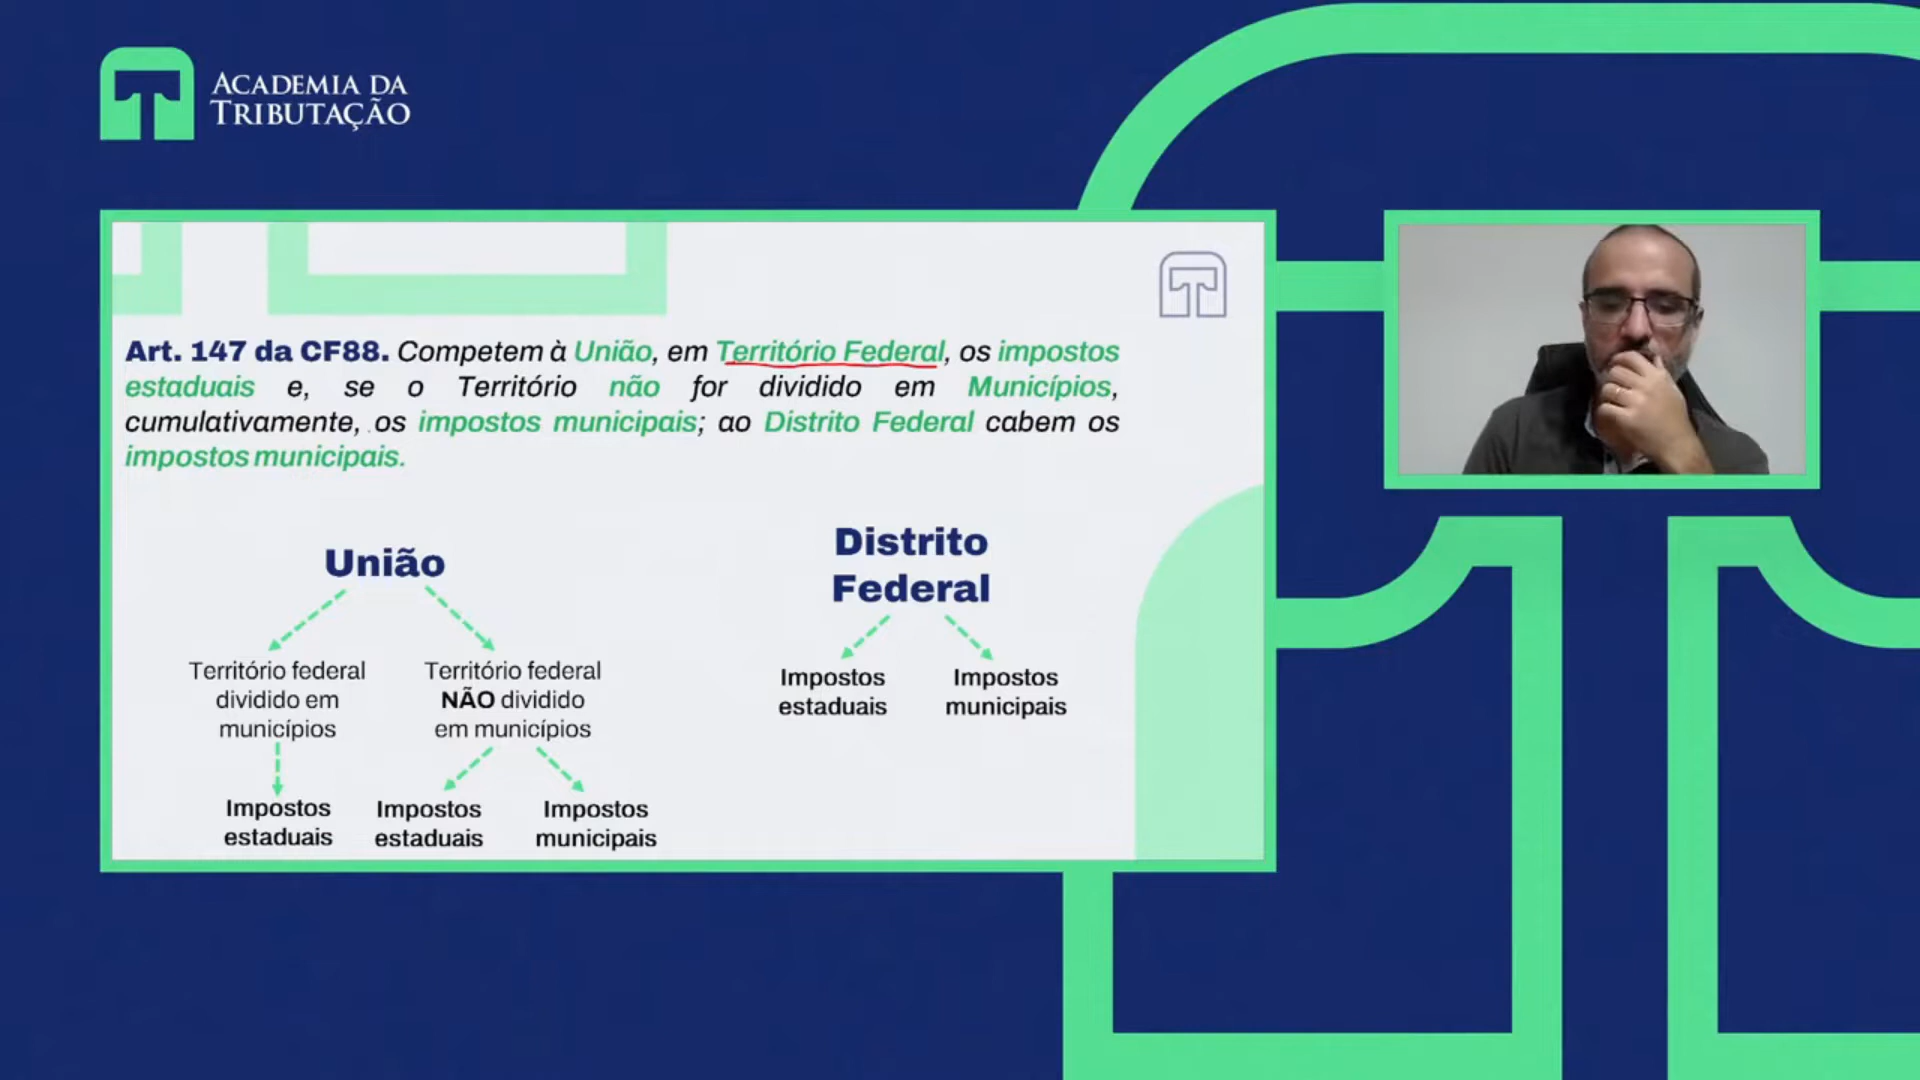 ACADEMIA DA
TRIBUTAÇÃO
Art. 147 da CF88. Competem à União, em Território Federal, os impostos
estaduais e, se o Território não for dividido em Municípios,
cumulativamente, os impostos municipais; ao Distrito Federal cabem os
impostos municipais.
União
Território federal
dividido em
municípios
Impostos
estaduais
Território federal
NÃO dividido
em municípios
Impostos
estaduais
Impostos
municipais
Distrito
Federal
Impostos
estaduais
Impostos
municipais